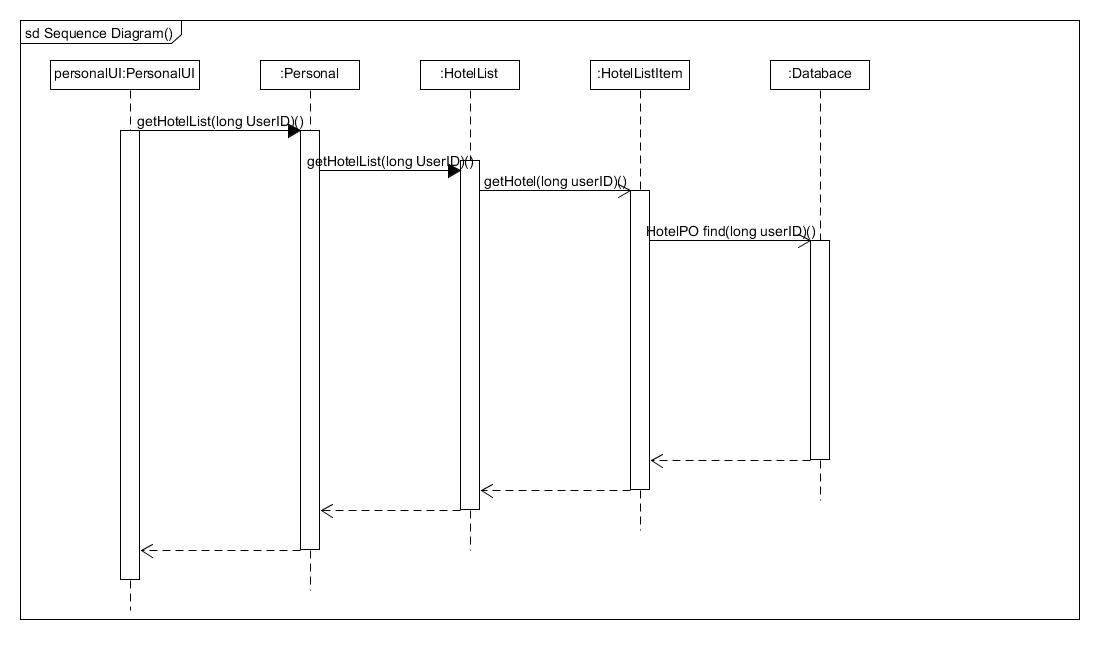 sd Sequence Diagram()
personalUI:PersonalUI
:Personal
:HotelList
:HotelListItem
:Databace
getHotelList(long UserID)()
getHotelList(long UserID)()
getHotel(long userID)()
HotelPO find(long userID)()